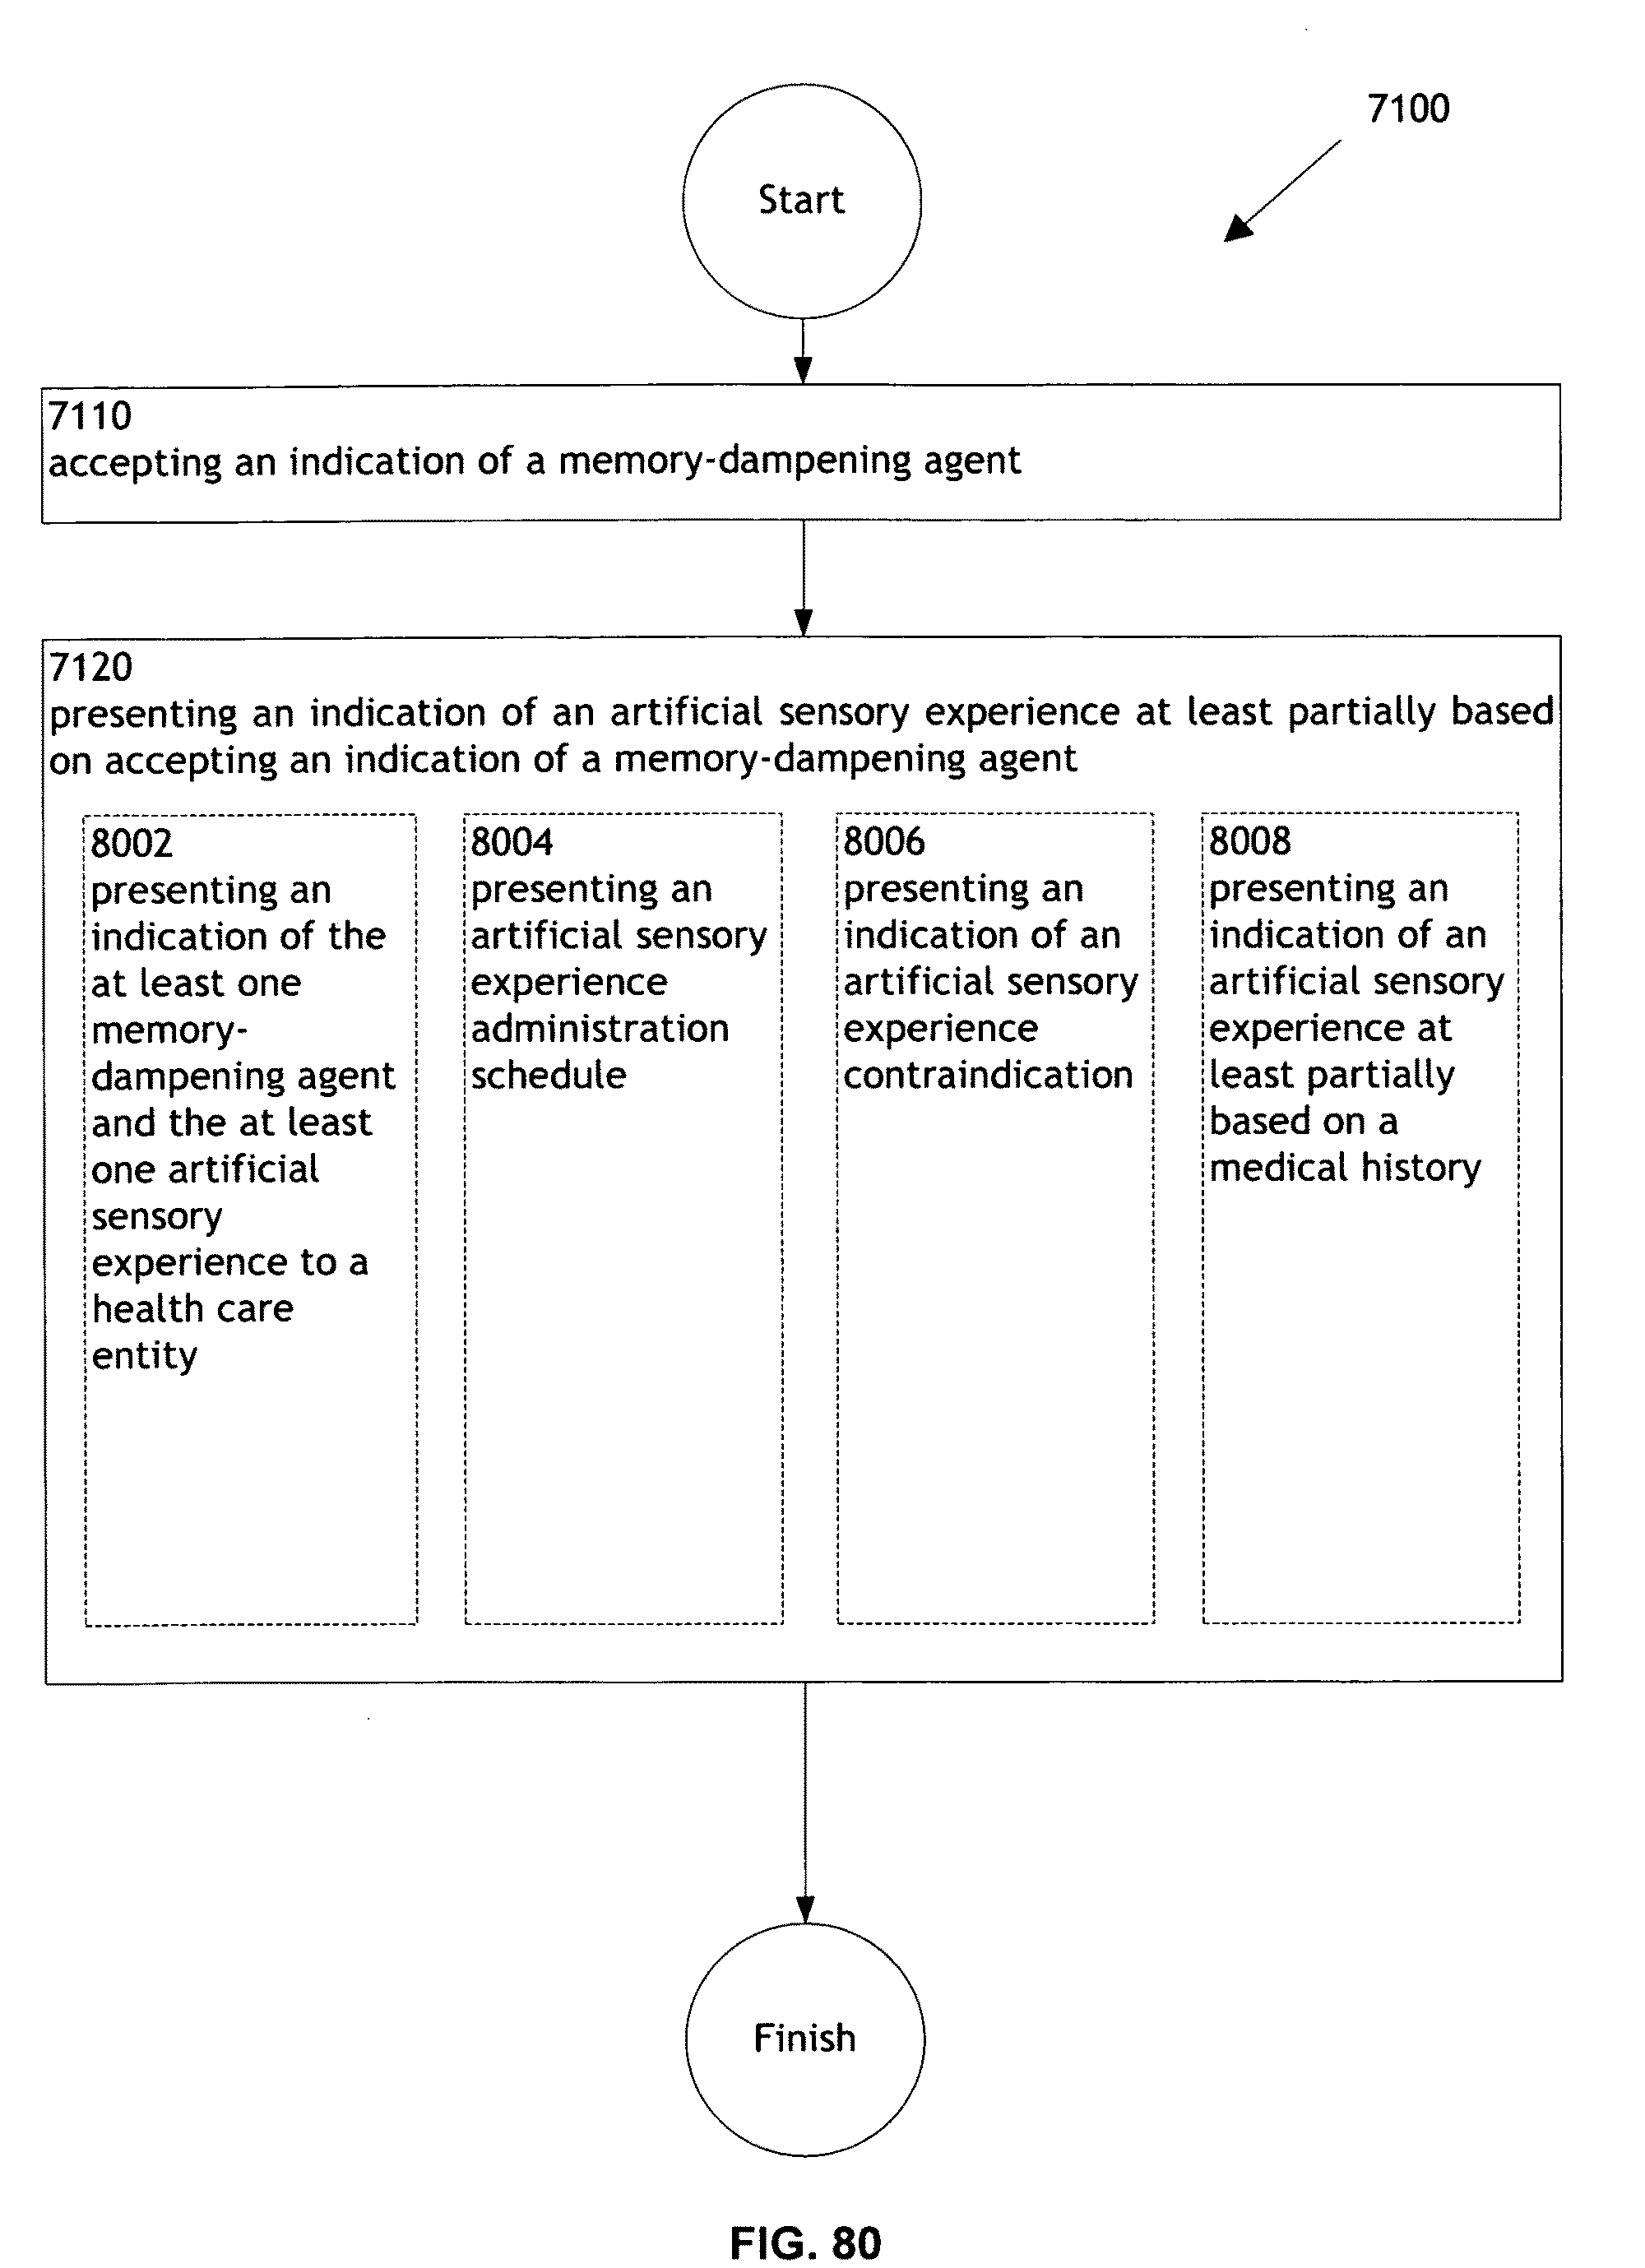 7100
Start
7110
accepting an indication of a memory-dampening agent
7120
presenting an indication of an artificial sensory experience at least partially based
on accepting an indication of a memory-dampening agent
8002
presenting an
indication of the
at least one
memory-
dampening agent
and the at least
one artificial
sensory
experience to a
health care
entity
8004
presenting an
artificial sensory
experience
administration
schedule
8006
presenting an
indication of an
artificial sensory
experience
contraindication
8008
presenting an
indication of an
artificial sensory
experience at
least partially
based on a
medical history
Finish
FIG. 80